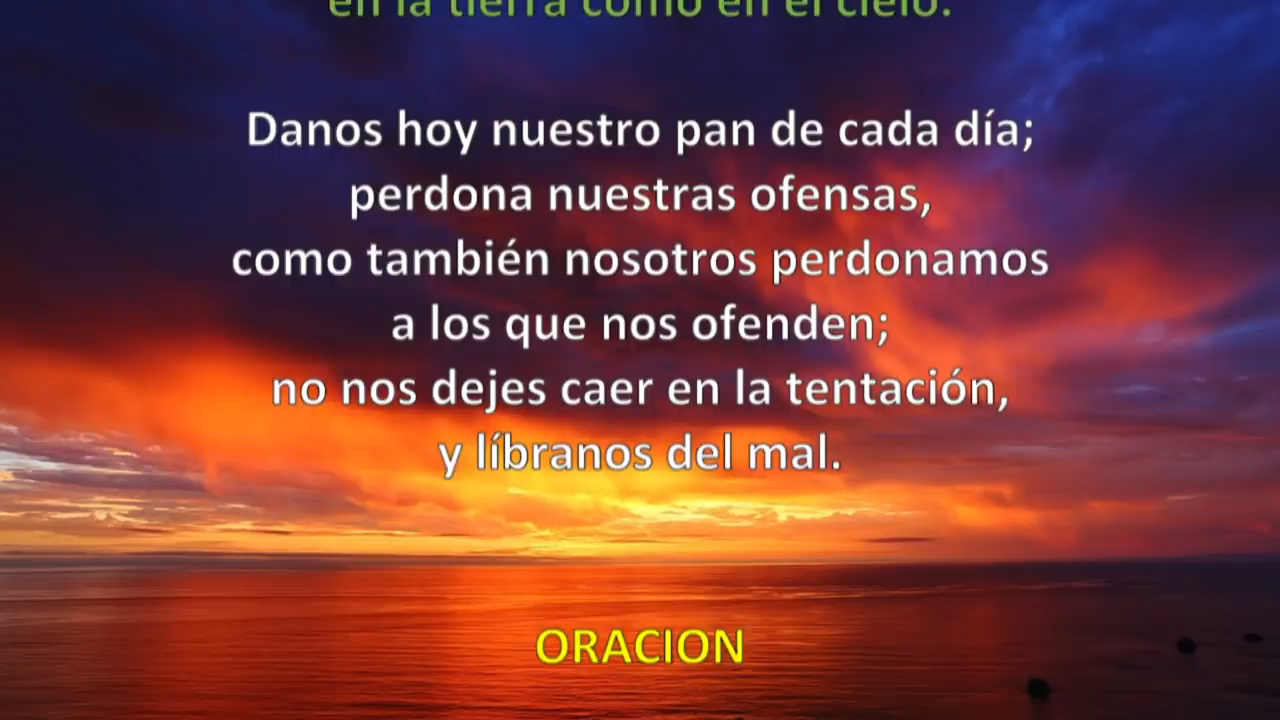 en la tierra como en el cielo.
Danos hoy nuestro pan de cada día;
perdona nuestras ofensas,
como también nosotros perdonamos
a los que nos ofenden;
no nos dejes caer en la tentación,
y líbranos del mal.
ORACION